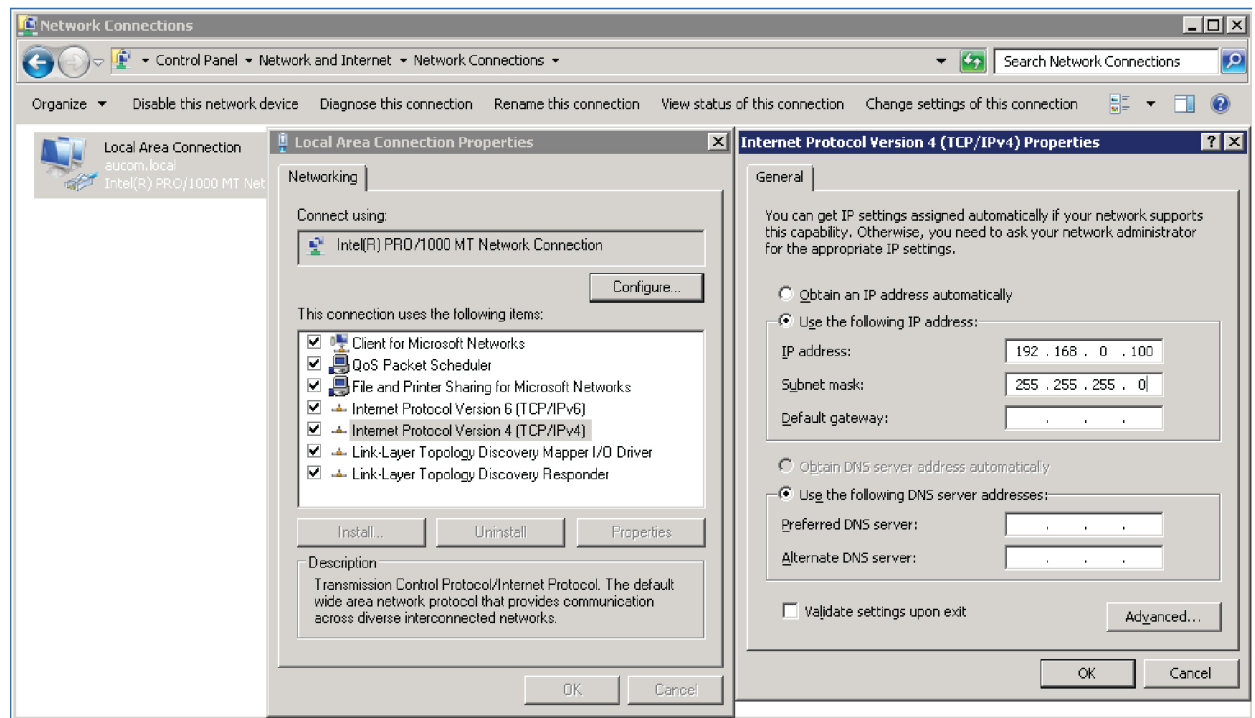 Network Connections
Control Panel Network and Internet Network Connections
Search Network Connections
Organize Disable this network device Diagnose this connection Rename this connection View status of this connection Change settings of this connection
Local Area Connection
aucom.local
Intel(R) PRO/1000 MT Net
Local Area Connection Properties
Networking
Connect using:
Intel(R) PRO/1000 MT Network Connection
Configure...
This connection uses the following items:
Client for Microsoft Networks
QoS Packet Scheduler
File and Printer Sharing for Microsoft Networks
Internet Protocol Version 6 (TCP/IPv6)
Internet Protocol Version 4 (TCP/IPv4)
Link-Layer Topology Discovery Mapper I/O Driver
Link-Layer Topology Discovery Responder
Install... Uninstall Properties
Description
Transmission Control Protocol/Internet Protocol. The default
wide area network protocol that provides communication
across diverse interconnected networks.
OK Cancel
Internet Protocol Version 4 (TCP/IPv4) Properties
General
You can get IP settings assigned automatically if your network supports
this capability. Otherwise, you need to ask your network administrator
for the appropriate IP settings.
Obtain an IP address automatically
Use the following IP address:
IP address: 192 . 168 . 0 . 100
Subnet mask: 255 . 255 . 255 . 0
Default gateway: . . .
Obtain DNS server address automatically
Use the following DNS server addresses:
Preferred DNS server: . . .
Alternate DNS server: . . .
Validate settings upon exit
Advanced...
OK Cancel